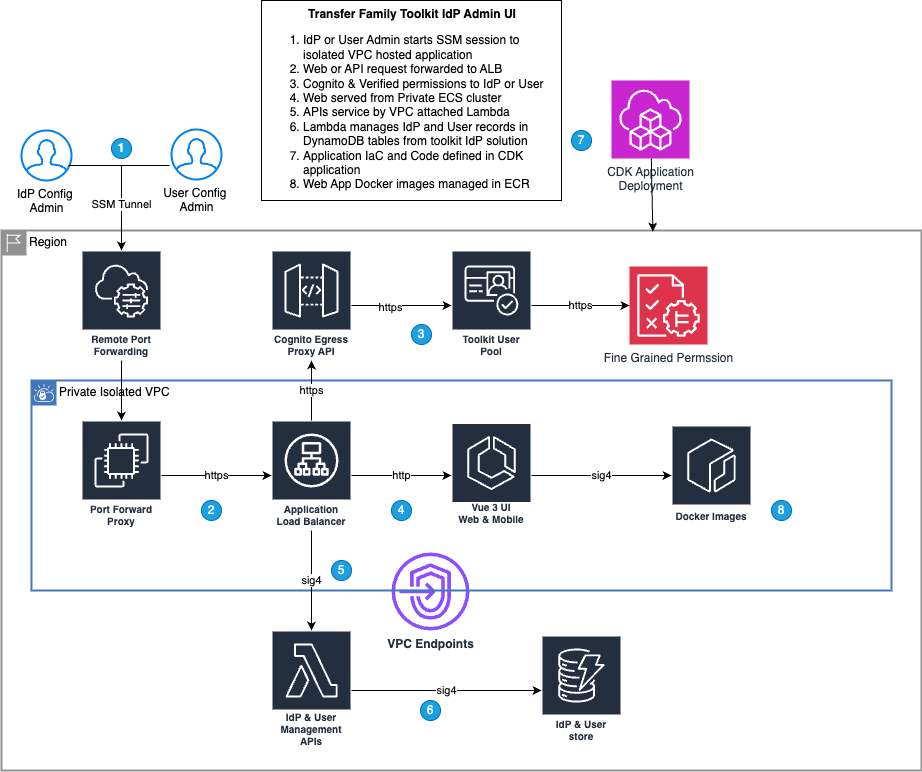 Transfer Family Toolkit IdP Admin UI
1. IdP or User Admin starts SSM session to
isolated VPC hosted application
2. Web or API request forwarded to ALB
3. Cognito & Verified permissions to IdP or User
4. Web served from Private ECS cluster
5. APIs service by VPC attached Lambda
6. Lambda manages IdP and User records in
DynamoDB tables from toolkit IdP solution
7. Application IaC and Code defined in CDK
application
8. Web App Docker images managed in ECR
1
7
IdP Config
Admin
User Config
Admin
SSM Tunnel
CDK Application
Deployment
Region
Remote Port
Forwarding
Cognito Egress
Proxy API
https
3
Toolkit User
Pool
https
Fine Grained Permssion
Private Isolated VPC
https
Port Forward
Proxy
https
2
Application
Load Balancer
http
4
Vue 3 UI
Web & Mobile
sig4
Docker Images
8
sig4
5
VPC Endpoints
IdP & User
Management
APIs
sig4
6
IdP & User
store